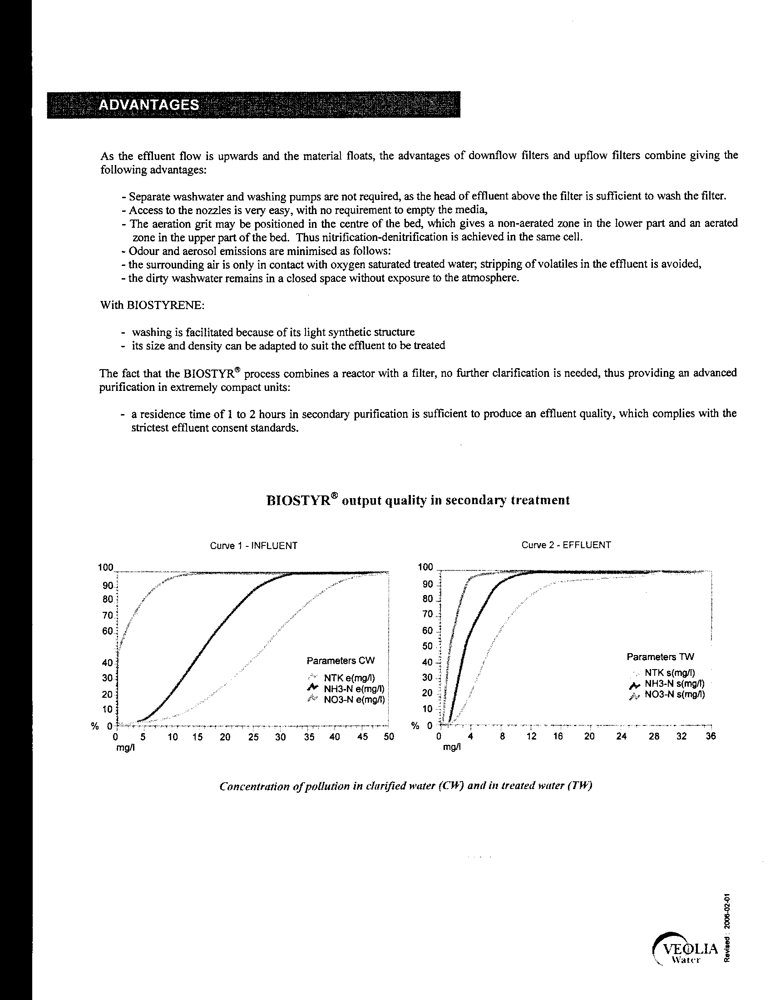 ADVANTAGES
As the effluent flow is upwards and the material floats, the advantages of downflow filters and upflow filters combine giving the
following advantages:
- Separate washwater and washing pumps are not required, as the head of effluent above the filter is sufficient to wash the filter.
- Access to the nozzles is very easy, with no requirement to empty the media,
- The aeration grit may be positioned in the centre of the bed, which gives a non-aerated zone in the lower part and an aerated
zone in the upper part of the bed. Thus nitrification-denitrification is achieved in the same cell.
- Odour and aerosol emissions are minimised as follows:
- the surrounding air is only in contact with oxygen saturated treated water; stripping of volatiles in the effluent is avoided,
- the dirty washwater remains in a closed space without exposure to the atmosphere.
With BIOSTYRENE:
- washing is facilitated because of its light synthetic structure
- its size and density can be adapted to suit the effluent to be treated
The fact that the BIOSTYR® process combines a reactor with a filter, no further clarification is needed, thus providing an advanced
purification in extremely compact units:
- a residence time of 1 to 2 hours in secondary purification is sufficient to produce an effluent quality, which complies with the
strictest effluent consent standards.
BIOSTYR® output quality in secondary treatment
Curve 1 - INFLUENT
100
90
80
70
60
40
30
20
10
% 0
0 5 10 15 20 25 30 35 40 45 50
mg/l
Parameters CW
NTK e(mg/l)
NH3-N e(mg/l)
NO3-N e(mg/l)
Curve 2 - EFFLUENT
100
90
80
70
60
50
40
30
20
10
% 0
0 4 8 12 16 20 24 28 32 36
mg/l
Parameters TW
NTK s(mg/l)
NH3-N s(mg/l)
NO3-N s(mg/l)
Concentration of pollution in clarified water (CW) and in treated water (TW)
VEOLIA
Water
Revised : 2006-02-01